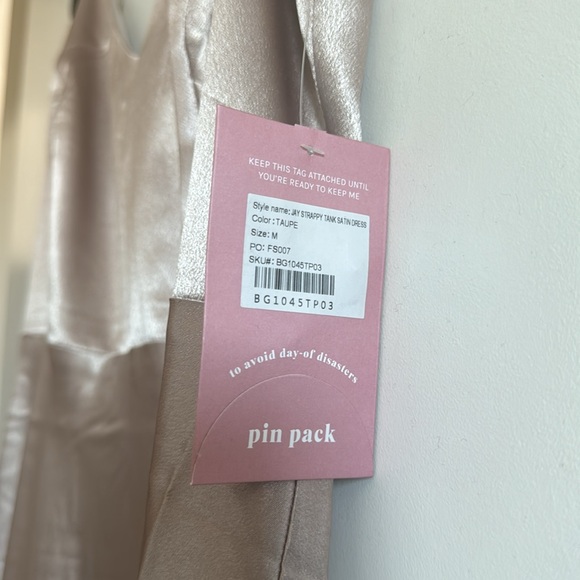 KEEP THIS TAG ATTACHED UNTIL
YOU'RE READY TO KEEP ME
Style name: JAY STRAPPY TANK SATIN DRESS
Color: TAUPE
Size: M
PO: FS007
SKU#: BG1045TP03
BG1045TP03
to avoid day-of disasters
pin pack